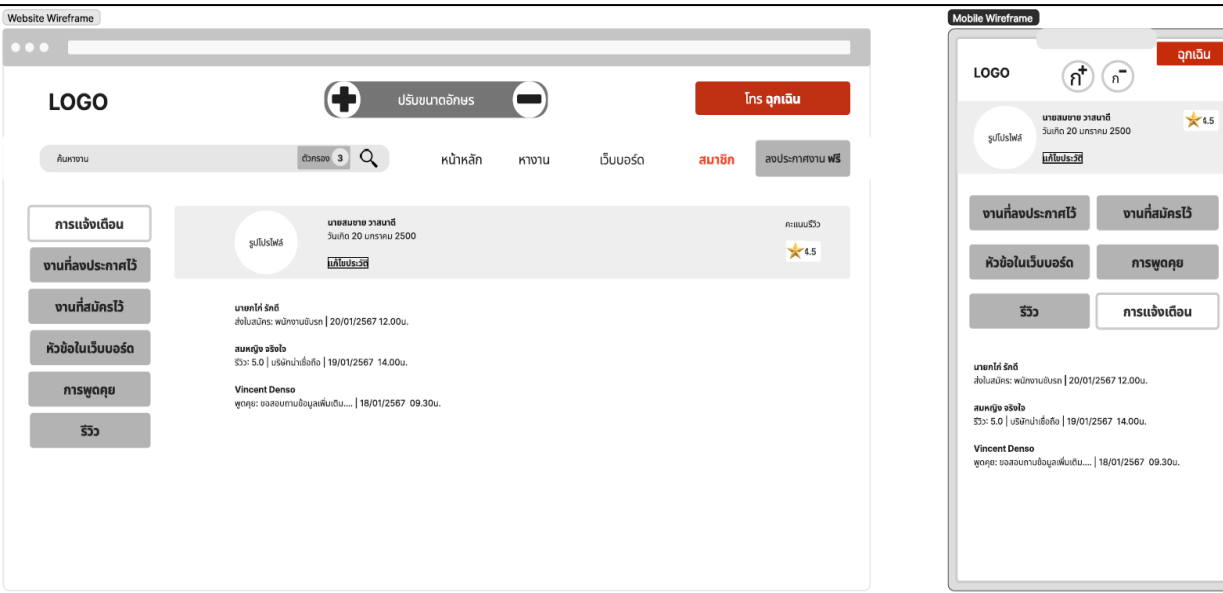 Website Wireframe
LOGO
ปรับขนาดอักษร
โทร ฉุกเฉิน
ค้นหางาน
ตัวกรอง 3
หน้าหลัก
หางาน
เว็บบอร์ด
สมาชิก
ลงประกาศงาน ฟรี
การแจ้งเตือน
งานที่ลงประกาศไว้
งานที่สมัครไว้
หัวข้อในเว็บบอร์ด
การพูดคุย
รีวิว
รูปโปรไฟล์
นายสมชาย วาสนาดี
วันเกิด 20 มกราคม 2500
แก้ไขประวัติ
คะแนนรีวิว
4.5
นายกไก่ รักดี
ส่งใบสมัคร: พนักงานขับรถ | 20/01/2567 12.00น.
สมหญิง จริงใจ
รีวิว: 5.0 | บริษัทน่าเชื่อถือ | 19/01/2567 14.00น.
Vincent Denso
พูดคุย: ขอสอบถามข้อมูลเพิ่มเติม.... | 18/01/2567 09.30น.
Mobile Wireframe
LOGO
ก+
ก-
ฉุกเฉิน
รูปโปรไฟล์
นายสมชาย วาสนาดี
วันเกิด 20 มกราคม 2500
แก้ไขประวัติ
4.5
งานที่ลงประกาศไว้
งานที่สมัครไว้
หัวข้อในเว็บบอร์ด
การพูดคุย
รีวิว
การแจ้งเตือน
นายกไก่ รักดี
ส่งใบสมัคร: พนักงานขับรถ | 20/01/2567 12.00น.
สมหญิง จริงใจ
รีวิว: 5.0 | บริษัทน่าเชื่อถือ | 19/01/2567 14.00น.
Vincent Denso
พูดคุย: ขอสอบถามข้อมูลเพิ่มเติม.... | 18/01/2567 09.30น.